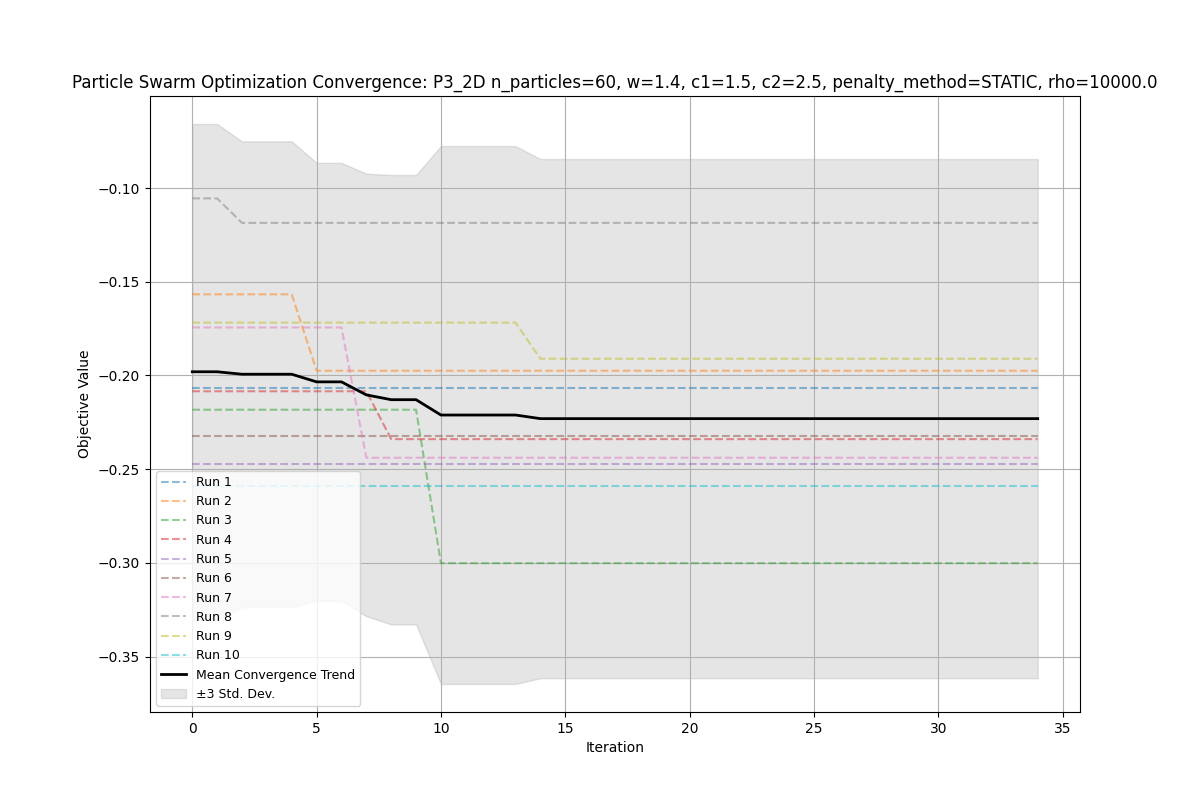 Particle Swarm Optimization Convergence: P3_2D n_particles=60, w=1.4, c1=1.5, c2=2.5, penalty_method=STATIC, rho=10000.0
Objective Value
−0.10
−0.15
−0.20
−0.25
−0.30
−0.35
Run 1
Run 2
Run 3
Run 4
Run 5
Run 6
Run 7
Run 8
Run 9
Run 10
Mean Convergence Trend
±3 Std. Dev.
0 5 10 15 20 25 30 35
Iteration